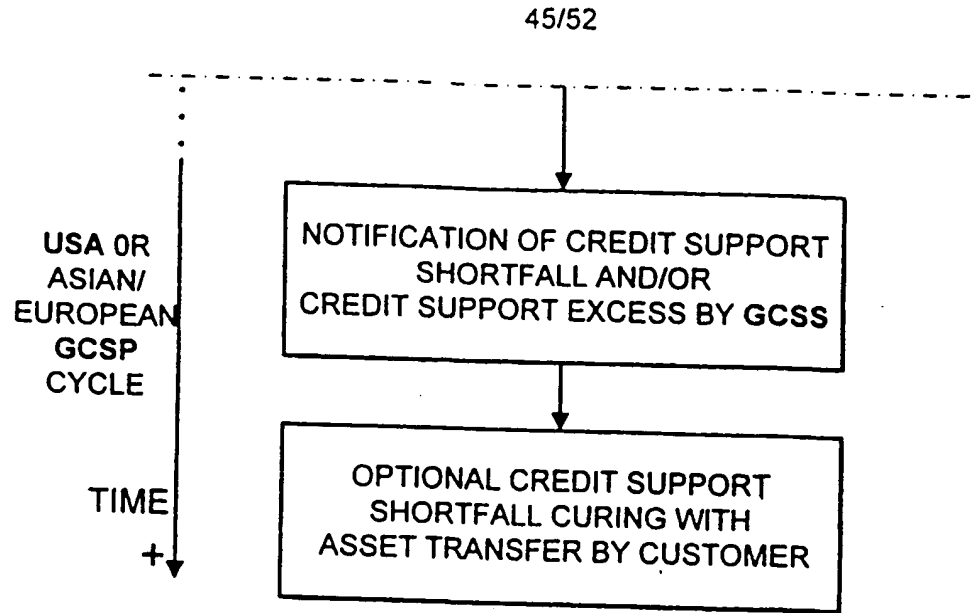 45/52
NOTIFICATION OF CREDIT SUPPORT
SHORTFALL AND/OR
CREDIT SUPPORT EXCESS BY GCSS
USA 0R
ASIAN/
EUROPEAN
GCSP
CYCLE
OPTIONAL CREDIT SUPPORT
SHORTFALL CURING WITH
ASSET TRANSFER BY CUSTOMER
TIME
+